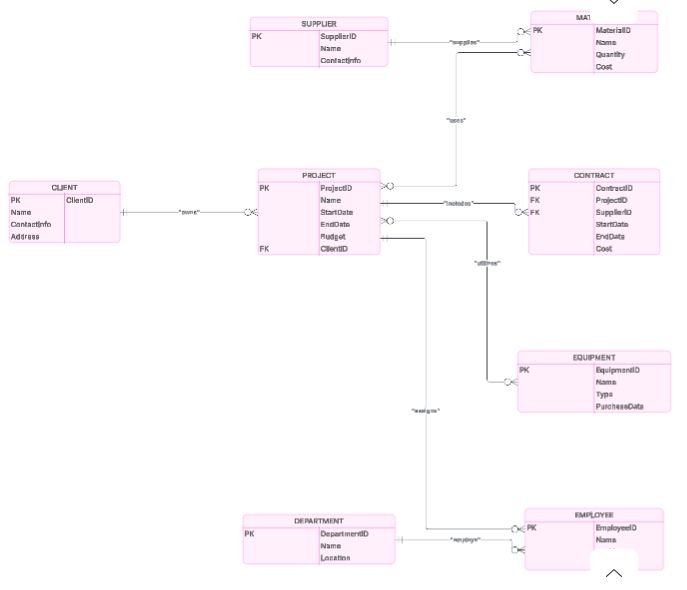 SUPPLIER
PK SupplierID
Name
ContactInfo
"supplies"
MAT
PK MaterialID
Name
Quantity
Cost
"uses"
CLIENT
PK ClientID
Name
ContactInfo
Address
"owns"
PROJECT
PK ProjectID
Name
StartDate
EndDate
Budget
FK ClientID
"includes"
CONTRACT
PK ContractID
FK ProjectID
FK SupplierID
StartDate
EndDate
Cost
"utilizes"
EQUIPMENT
PK EquipmentID
Name
Type
PurchaseDate
"assigns"
DEPARTMENT
PK DepartmentID
Name
Location
"employs"
EMPLOYEE
PK EmployeeID
Name